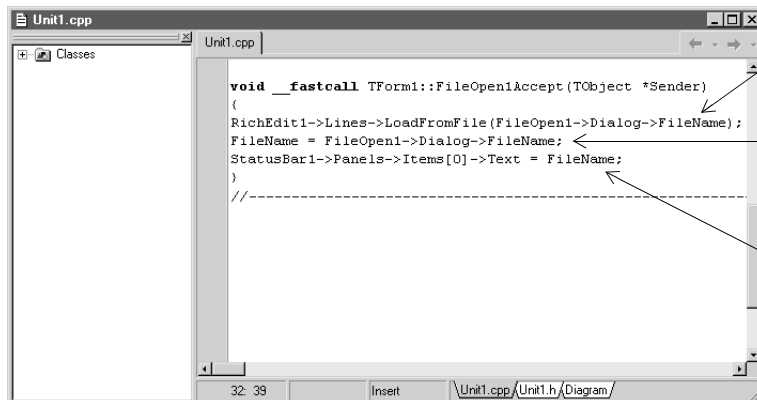 Unit1.cpp
Classes
Unit1.cpp
void __fastcall TForm1::FileOpen1Accept(TObject *Sender)
{
RichEdit1->Lines->LoadFromFile(FileOpen1->Dialog->FileName);
FileName = FileOpen1->Dialog->FileName;
StatusBar1->Panels->Items[0]->Text = FileName;
}
//----------------------------------------------------------
32: 39 Insert Unit1.cpp Unit1.h Diagram